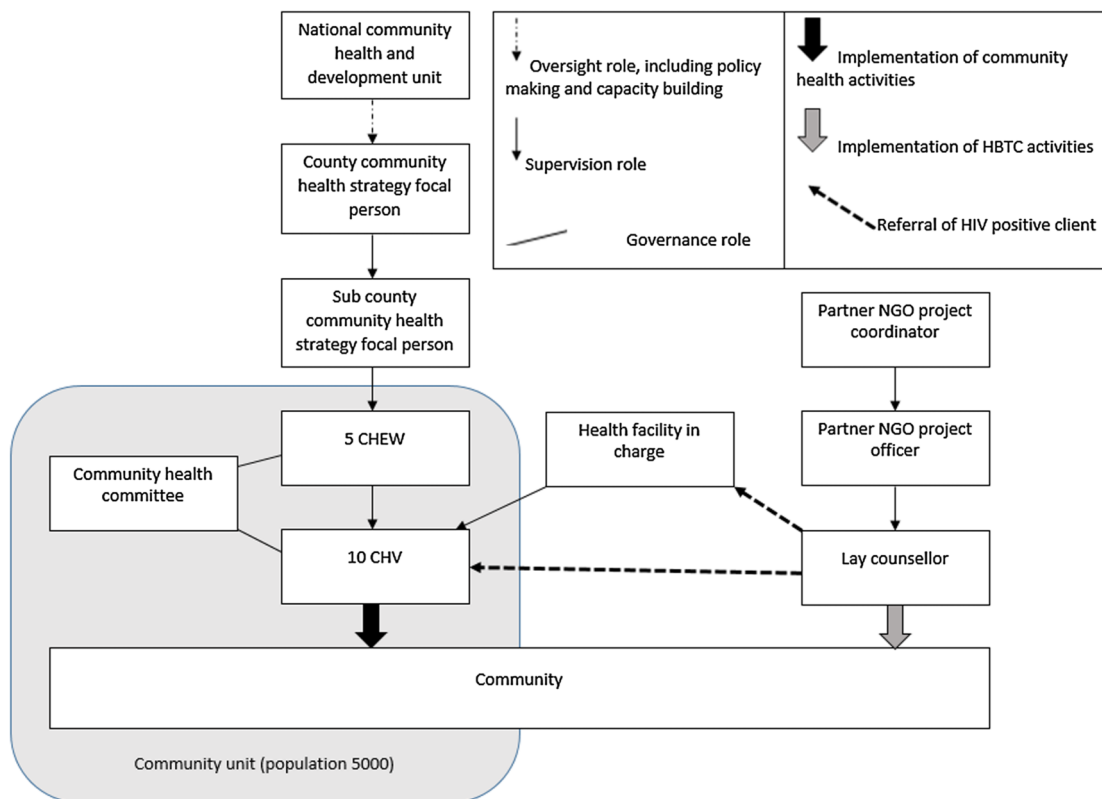 National community
health and
development unit
County community
health strategy focal
person
Sub county
community health
strategy focal person
Oversight role, including policy
making and capacity building
Supervision role
Governance role
Implementation of community
health activities
Implementation of HBTC activities
Referral of HIV positive client
Partner NGO project
coordinator
Partner NGO project
officer
Lay counsellor
Health facility in
charge
5 CHEW
Community health
committee
10 CHV
Community
Community unit (population 5000)